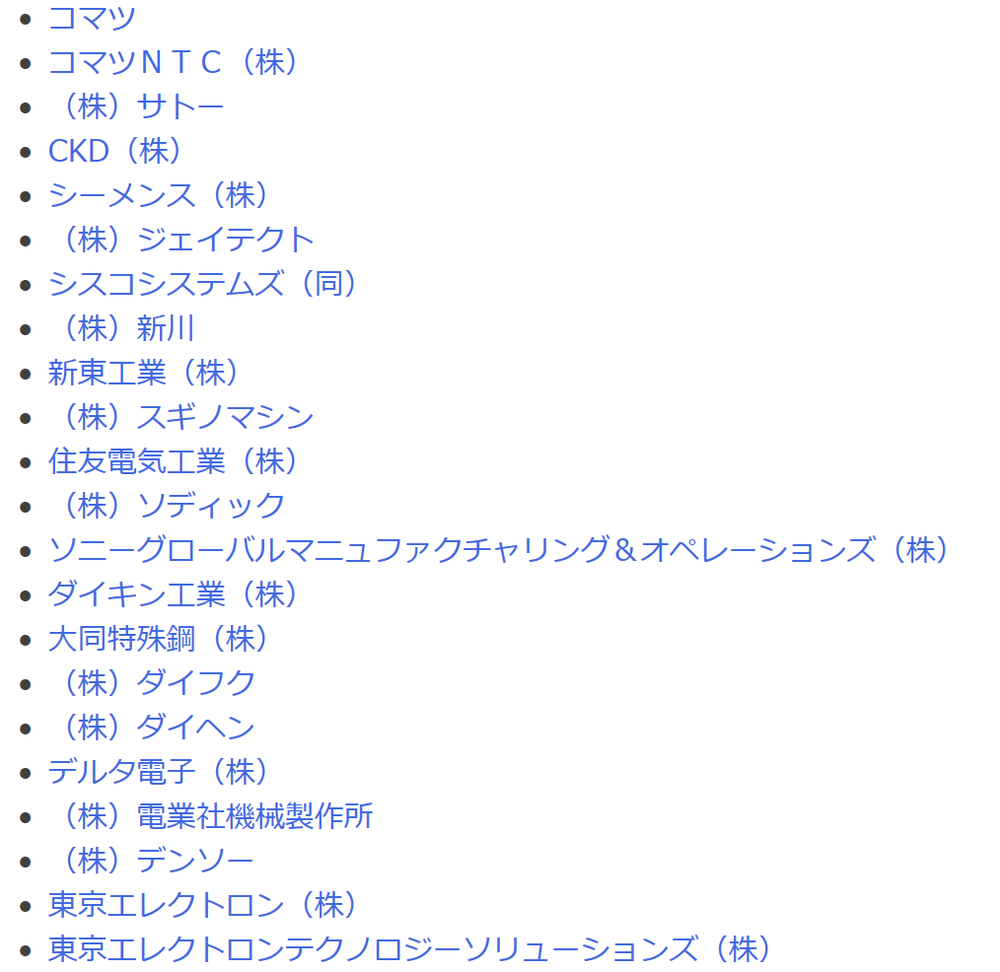 コマツ
コマツＮＴＣ（株）
（株）サトー
CKD（株）
シーメンス（株）
（株）ジェイテクト
シスコシステムズ（同）
（株）新川
新東工業（株）
（株）スギノマシン
住友電気工業（株）
（株）ソディック
ソニーグローバルマニュファクチャリング＆オペレーションズ（株）
ダイキン工業（株）
大同特殊鋼（株）
（株）ダイフク
（株）ダイヘン
デルタ電子（株）
（株）電業社機械製作所
（株）デンソー
東京エレクトロン（株）
東京エレクトロンテクノロジーソリューションズ（株）